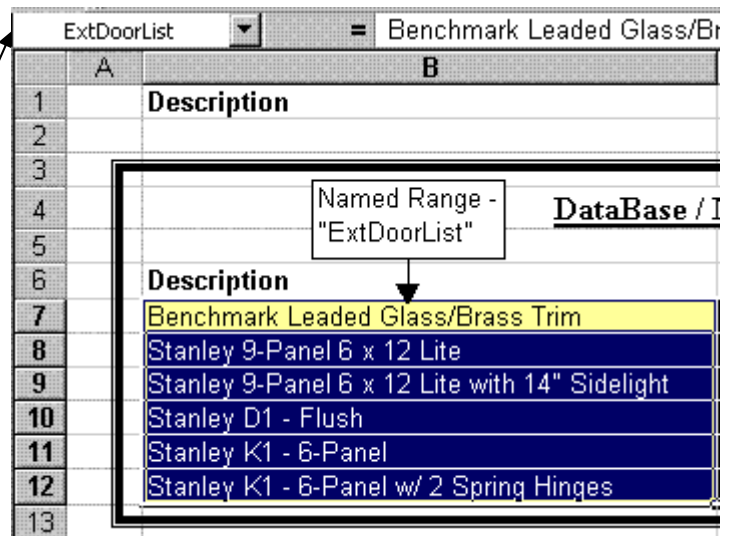 ExtDoorList = Benchmark Leaded Glass/Br
A B
1 Description
2
3
Named Range -
4 DataBase /
"ExtDoorList"
5
6 Description
7 Benchmark Leaded Glass/Brass Trim
8 Stanley 9-Panel 6 x 12 Lite
9 Stanley 9-Panel 6 x 12 Lite with 14" Sidelight
10 Stanley D1 - Flush
11 Stanley K1 - 6-Panel
12 Stanley K1 - 6-Panel w/ 2 Spring Hinges
13